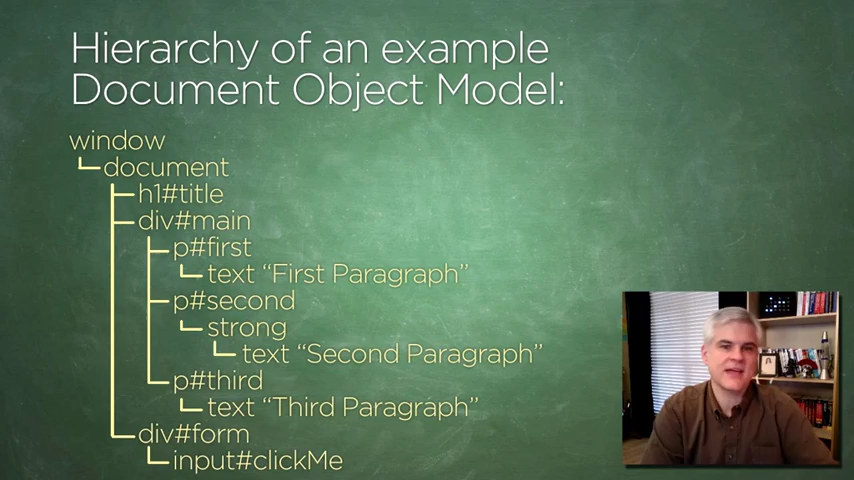 Hierarchy of an example
Document Object Model:
window
document
h1#title
div#main
p#first
text “First Paragraph”
p#second
strong
text “Second Paragraph”
p#third
text “Third Paragraph”
div#form
input#clickMe